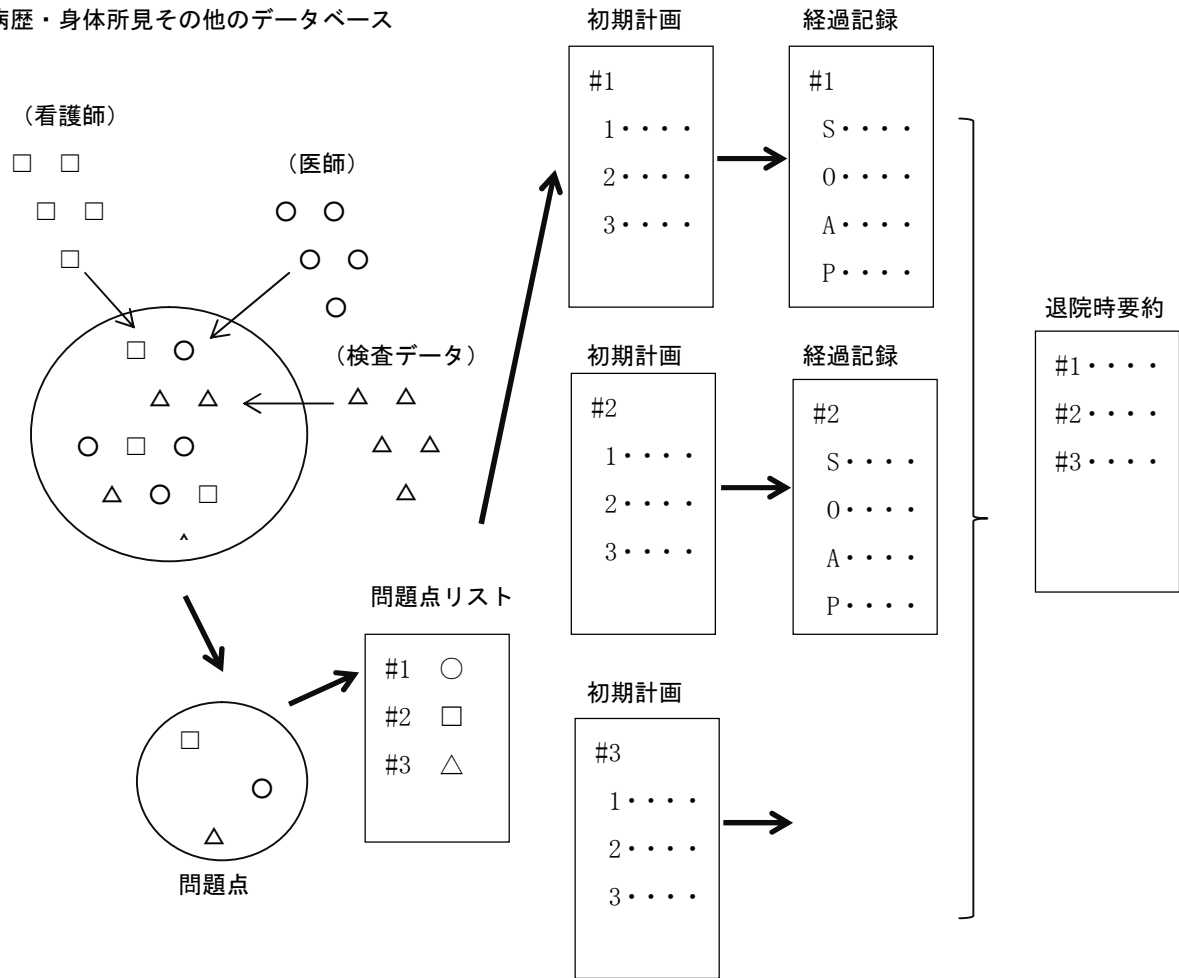 病歴・身体所見その他のデータベース
(看護師)
(医師)
(検査データ)
問題点
問題点リスト
#1 ○
#2 □
#3 △
初期計画
#1
1・・・・
2・・・・
3・・・・
経過記録
#1
S・・・・
O・・・・
A・・・・
P・・・・
初期計画
#2
1・・・・
2・・・・
3・・・・
経過記録
#2
S・・・・
O・・・・
A・・・・
P・・・・
初期計画
#3
1・・・・
2・・・・
3・・・・
退院時要約
#1・・・・
#2・・・・
#3・・・・